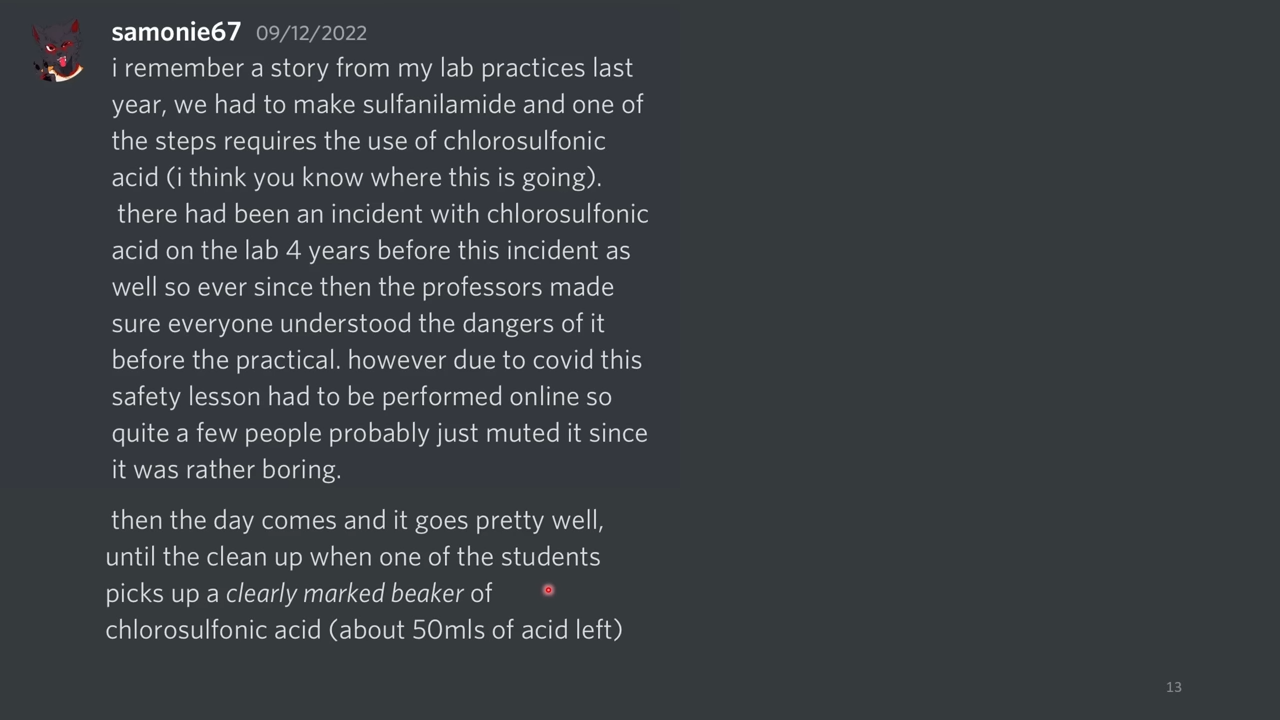 samonie67 09/12/2022
i remember a story from my lab practices last
year, we had to make sulfanilamide and one of
the steps requires the use of chlorosulfonic
acid (i think you know where this is going).
there had been an incident with chlorosulfonic
acid on the lab 4 years before this incident as
well so ever since then the professors made
sure everyone understood the dangers of it
before the practical. however due to covid this
safety lesson had to be performed online so
quite a few people probably just muted it since
it was rather boring.
then the day comes and it goes pretty well,
until the clean up when one of the students
picks up a clearly marked beaker of
chlorosulfonic acid (about 50mls of acid left)
13